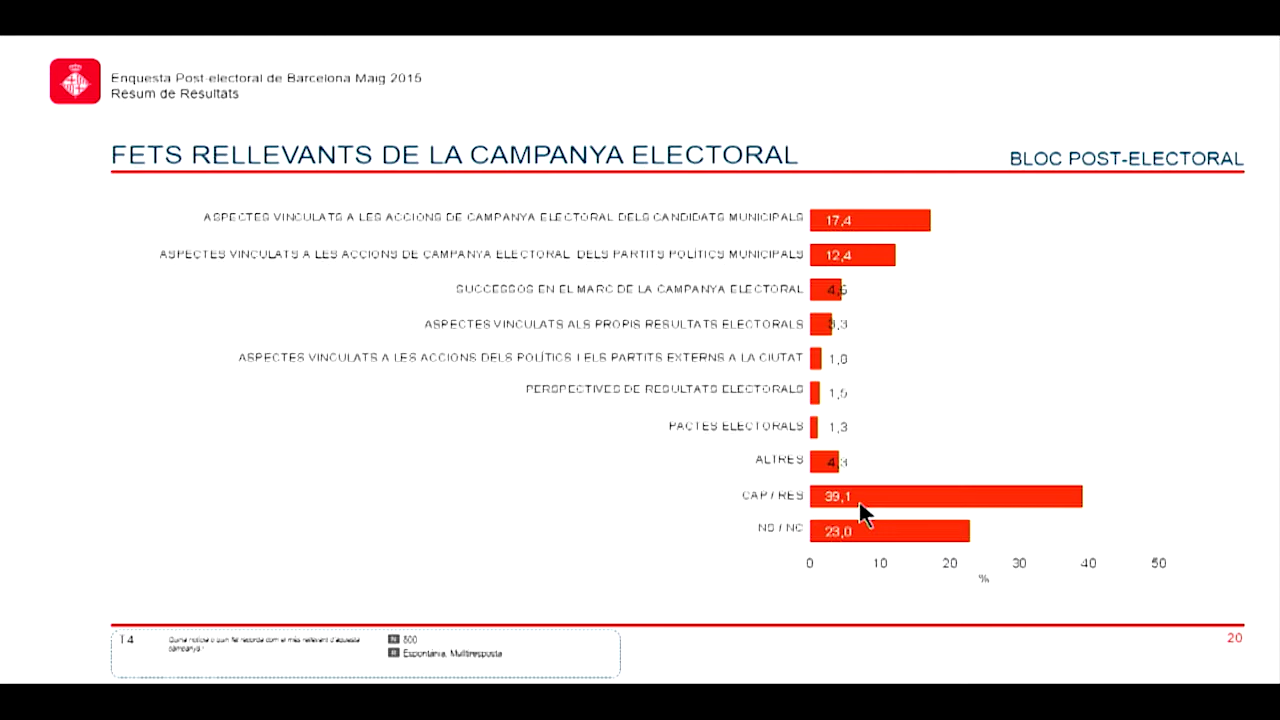 Enquesta Post-electoral de Barcelona Maig 2015
Resum de Resultats
FETS RELLEVANTS DE LA CAMPANYA ELECTORAL
BLOC POST-ELECTORAL
ASPECTES VINCULATS A LES ACCIONS DE CAMPANYA ELECTORAL DELS CANDIDATS MUNICIPALS 17,4
ASPECTES VINCULATS A LES ACCIONS DE CAMPANYA ELECTORAL DELS PARTITS POLÍTICS MUNICIPALS 12,4
SUCCESSOS EN EL MARC DE LA CAMPANYA ELECTORAL
ASPECTES VINCULATS ALS PROPIS RESULTATS ELECTORALS
ASPECTES VINCULATS A LES ACCIONS DELS POLÍTICS I ELS PARTITS EXTERNS A LA CIUTAT
PERSPECTIVES DE RESULTATS ELECTORALS
PACTES ELECTORALS 1,3
ALTRES 4,3
CAP / RES 39,1
NS / NC 23,0
0 10 20 30 40 50
%
20
N 800
Espontània, Multiresposta